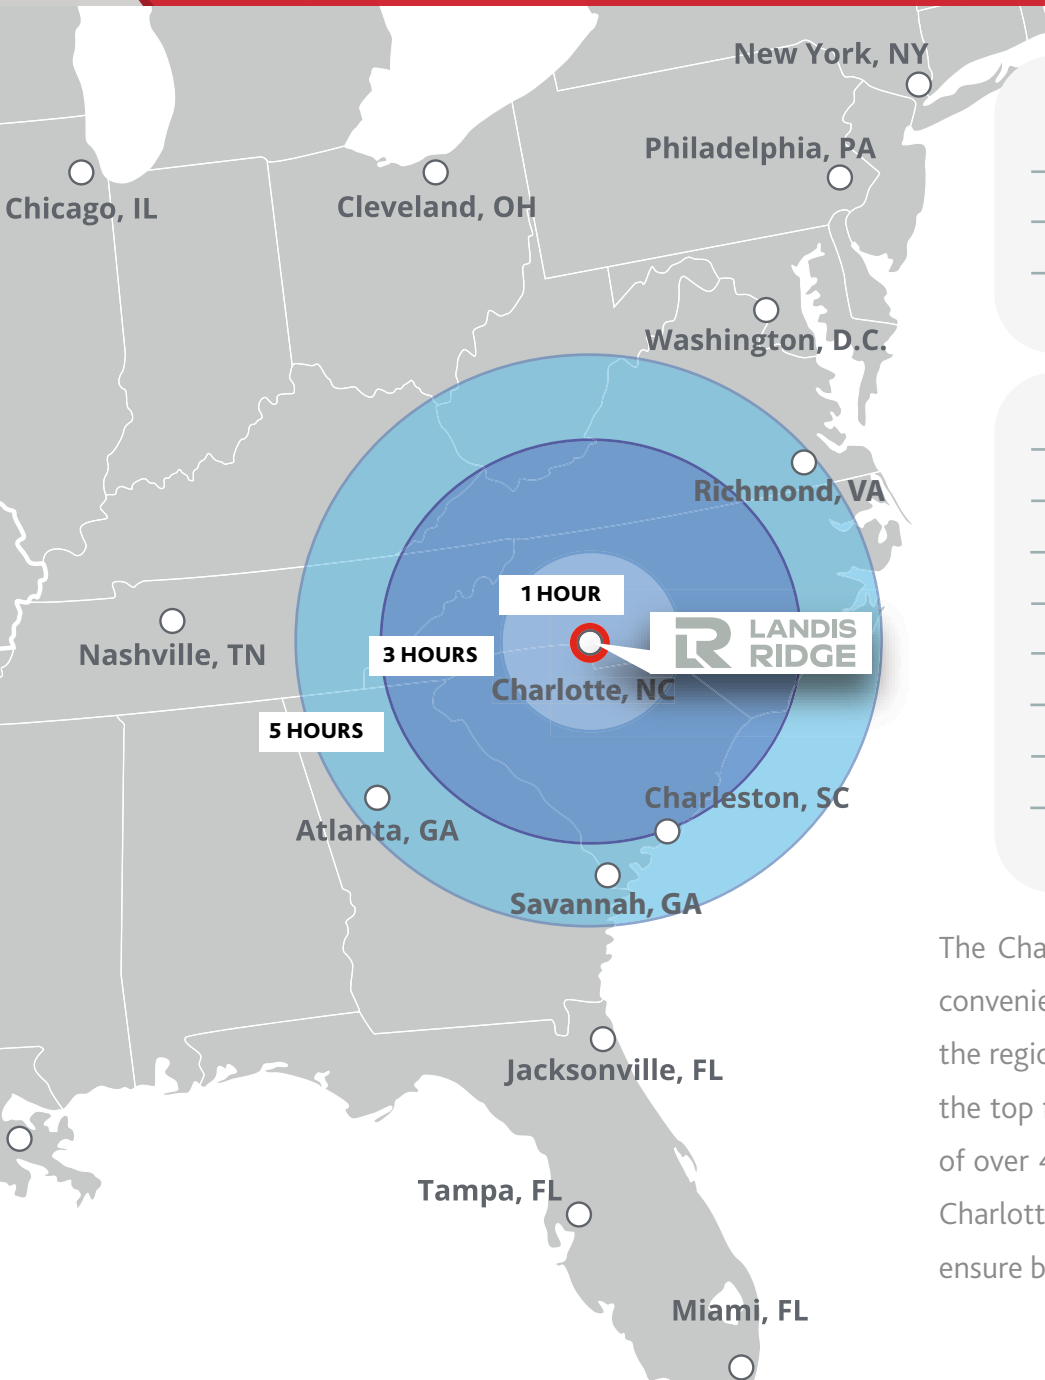 New York, NY
Philadelphia, PA
Chicago, IL
Cleveland, OH
Washington, D.C.
Richmond, VA
1 HOUR
LANDIS
RIDGE
Nashville, TN
3 HOURS
Charlotte, NC
5 HOURS
Charleston, SC
Atlanta, GA
Savannah, GA
The Cha
convenie
the regio
the top
of over 4
Charlott
ensure b
Jacksonville, FL
Tampa, FL
Miami, FL